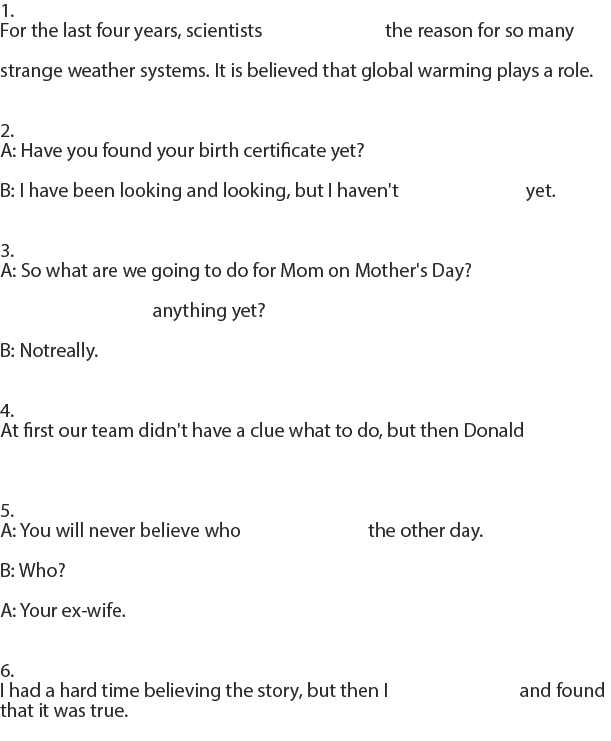 1.
For the last four years, scientists the reason for so many
strange weather systems. It is believed that global warming plays a role.
2.
A: Have you found your birth certificate yet?
B: I have been looking and looking, but I haven't yet.
3.
A: So what are we going to do for Mom on Mother's Day?
anything yet?
B: Notreally.
4.
At first our team didn't have a clue what to do, but then Donald
5.
A: You will never believe who the other day.
B: Who?
A: Your ex-wife.
6.
I had a hard time believing the story, but then I and found
that it was true.